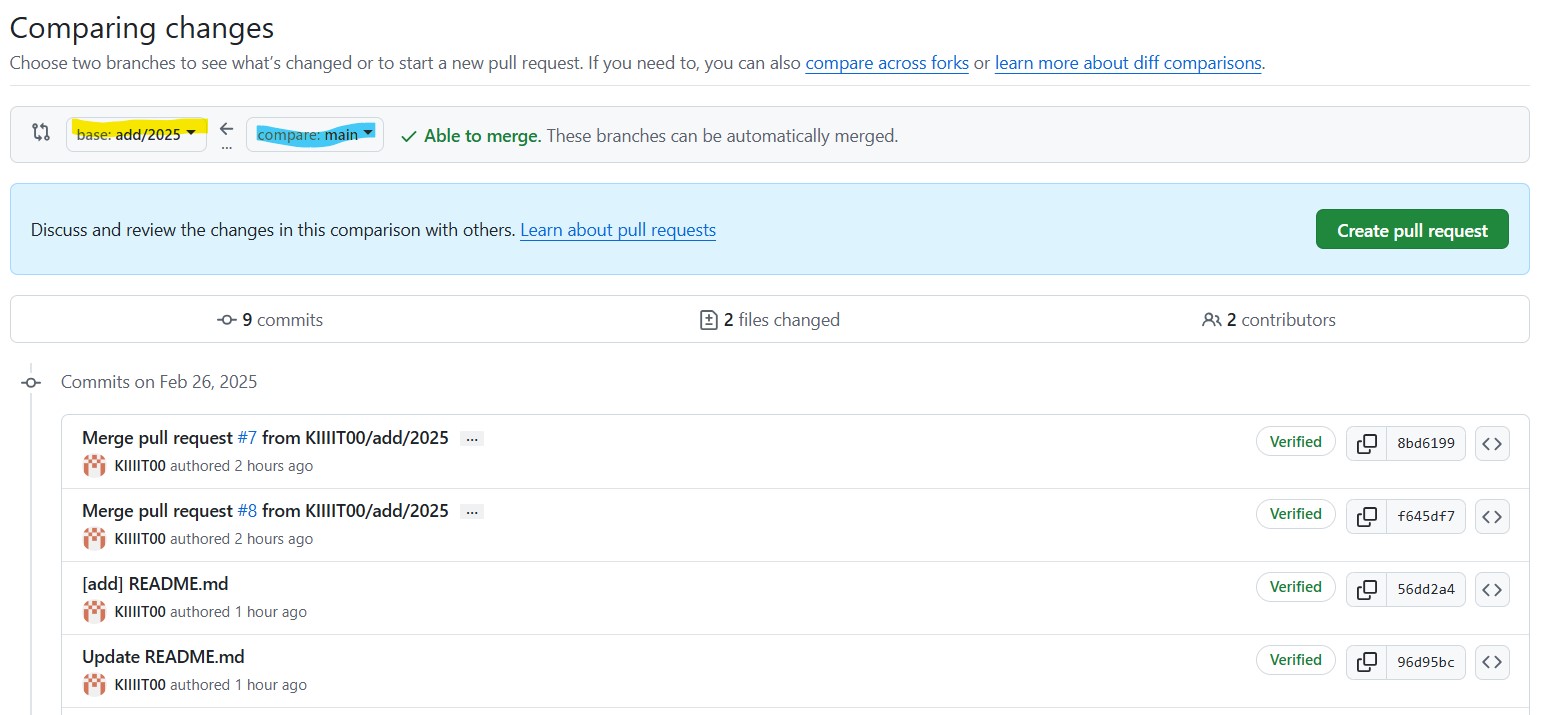 Comparing changes
Choose two branches to see what's changed or to start a new pull request. If you need to, you can also compare across forks or learn more about diff comparisons.
base: add/2025 ... compare: main Able to merge. These branches can be automatically merged.
Discuss and review the changes in this comparison with others. Learn about pull requests Create pull request
9 commits 2 files changed 2 contributors
Commits on Feb 26, 2025
Merge pull request #7 from KIIIIT00/add/2025 ... Verified 8bd6199
KIIIIT00 authored 2 hours ago
Merge pull request #8 from KIIIIT00/add/2025 ... Verified f645df7
KIIIIT00 authored 2 hours ago
[add] README.md Verified 56dd2a4
KIIIIT00 authored 1 hour ago
Update README.md Verified 96d95bc
KIIIIT00 authored 1 hour ago